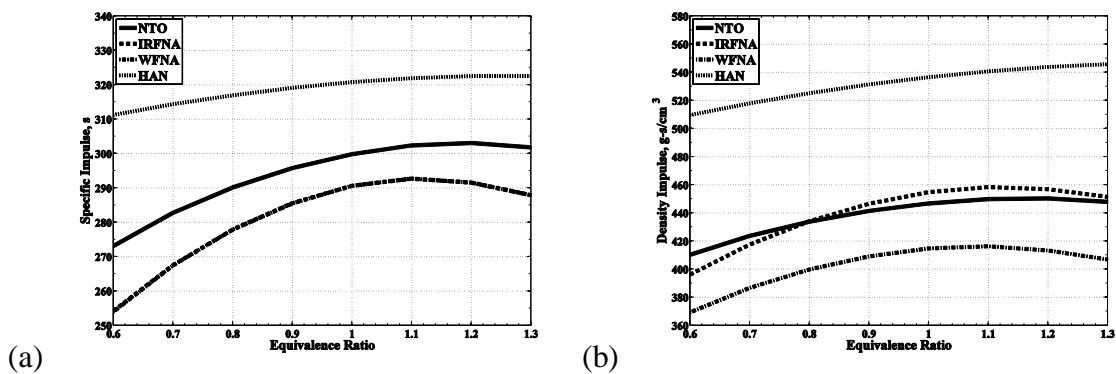 340
330
320
310
300
290
280
270
260
250
Specific Impulse, s
NTO
IRFNA
WFNA
HAN
0.6 0.7 0.8 0.9 1 1.1 1.2 1.3
Equivalence Ratio
(a)
580
560
540
520
500
480
460
440
420
400
380
360
Density Impulse, g-s/cm 3
NTO
IRFNA
WFNA
HAN
0.6 0.7 0.8 0.9 1 1.1 1.2 1.3
Equivalence Ratio
(b)